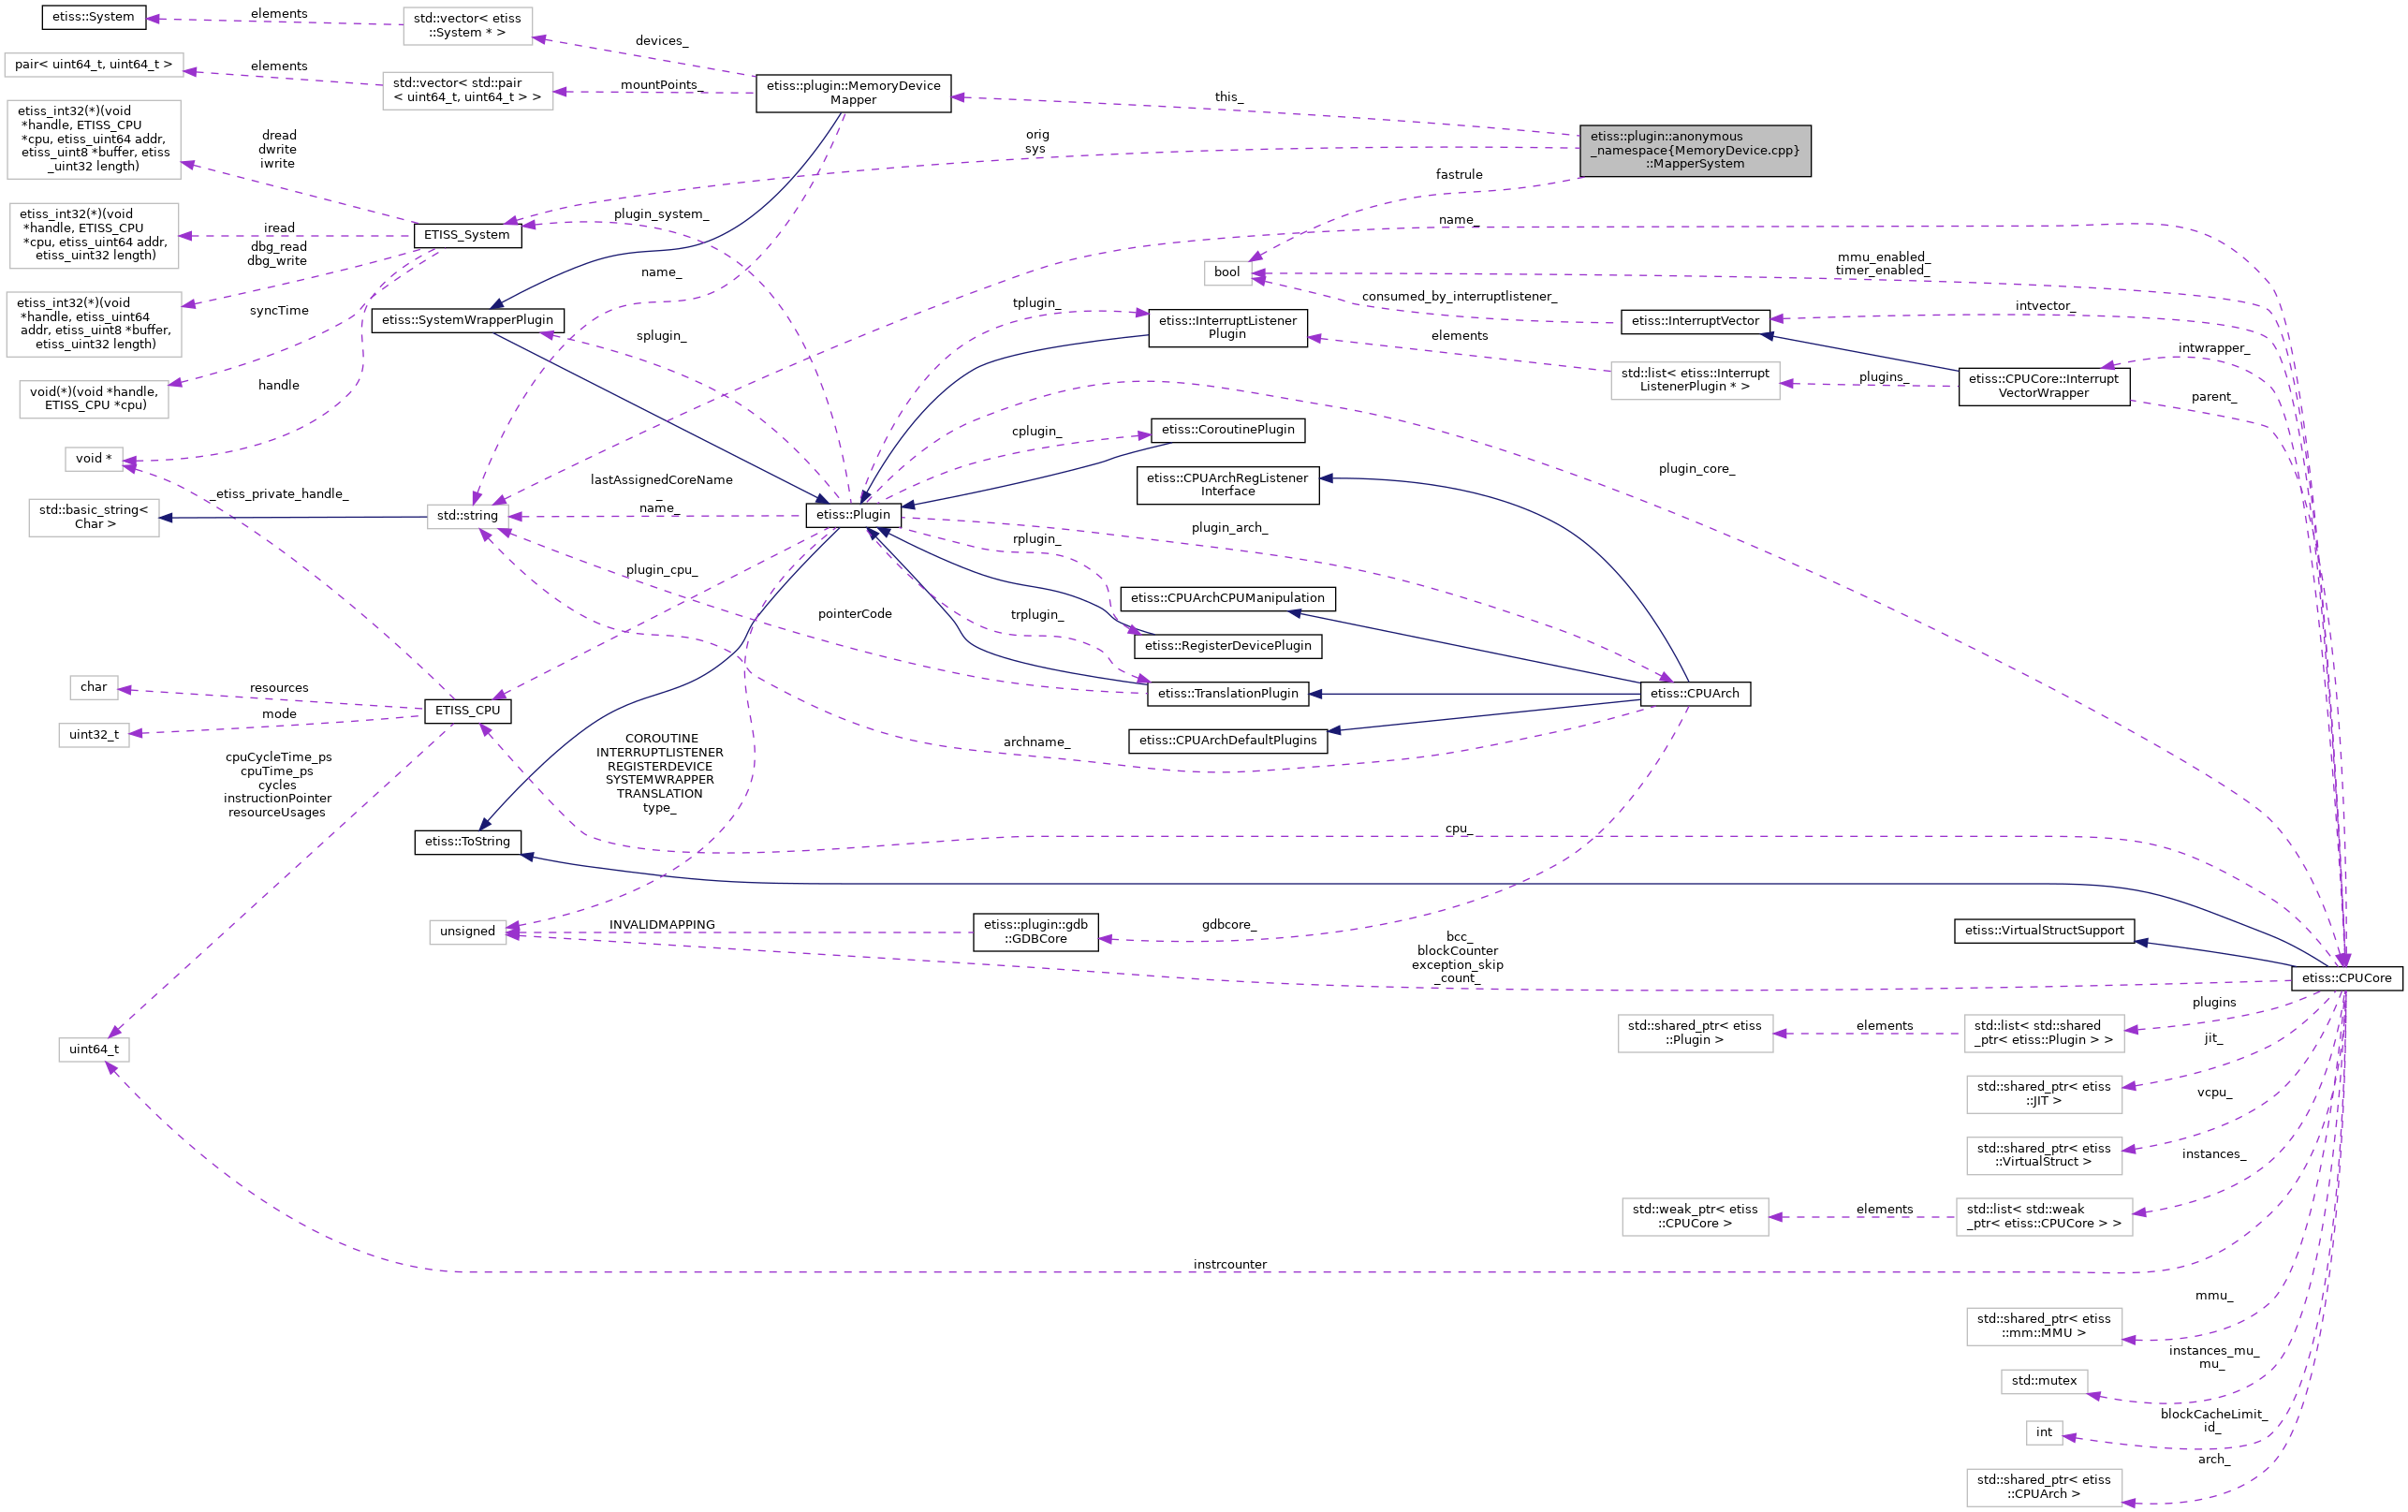 etiss::System
elements
std::vector< etiss
::System * >
devices_
pair< uint64_t, uint64_t >
elements
std::vector< std::pair
< uint64_t, uint64_t > >
mountPoints_
etiss::plugin::MemoryDevice
Mapper
this_
etiss::plugin::anonymous
_namespace{MemoryDevice.cpp}
::MapperSystem
orig
sys
fastrule
etiss_int32(*)(void
*handle, ETISS_CPU
*cpu, etiss_uint64 addr,
etiss_uint8 *buffer, etiss
_uint32 length)
dread
dwrite
iwrite
etiss_int32(*)(void
*handle, ETISS_CPU
*cpu, etiss_uint64 addr,
etiss_uint32 length)
iread
dbg_read
dbg_write
ETISS_System
plugin_system_
name_
etiss_int32(*)(void
*handle, etiss_uint64
addr, etiss_uint8 *buffer,
etiss_uint32 length)
syncTime
name_
etiss::SystemWrapperPlugin
splugin_
tplugin_
etiss::InterruptListener
Plugin
bool
mmu_enabled_
timer_enabled_
consumed_by_interruptlistener_
etiss::InterruptVector
intvector_
intwrapper_
elements
std::list< etiss::Interrupt
ListenerPlugin * >
plugins_
etiss::CPUCore::Interrupt
VectorWrapper
parent_
void(*)(void *handle,
ETISS_CPU *cpu)
handle
void *
_etiss_private_handle_
cplugin_
etiss::CoroutinePlugin
plugin_core_
etiss::CPUArchRegListener
Interface
std::basic_string<
Char >
std::string
lastAssignedCoreName
_
name_
etiss::Plugin
plugin_arch_
rplugin_
plugin_cpu_
pointerCode
trplugin_
etiss::CPUArchCPUManipulation
etiss::RegisterDevicePlugin
etiss::TranslationPlugin
etiss::CPUArch
etiss::CPUArchDefaultPlugins
archname_
char
resources
mode
uint32_t
ETISS_CPU
cpuCycleTime_ps
cpuTime_ps
cycles
instructionPointer
resourceUsages
COROUTINE
INTERRUPTLISTENER
REGISTERDEVICE
SYSTEMWRAPPER
TRANSLATION
type_
etiss::ToString
cpu_
unsigned
INVALIDMAPPING
etiss::plugin::gdb
::GDBCore
gdbcore_
bcc_
blockCounter
exception_skip
_count_
etiss::VirtualStructSupport
etiss::CPUCore
plugins
std::shared_ptr< etiss
::Plugin >
elements
std::list< std::shared
_ptr< etiss::Plugin > >
uint64_t
jit_
std::shared_ptr< etiss
::JIT >
vcpu_
std::shared_ptr< etiss
::VirtualStruct >
instances_
std::weak_ptr< etiss
::CPUCore >
elements
std::list< std::weak
_ptr< etiss::CPUCore > >
instrcounter
mmu_
std::shared_ptr< etiss
::mm::MMU >
instances_mu_
mu_
std::mutex
blockCacheLimit_
id_
int
arch_
std::shared_ptr< etiss
::CPUArch >